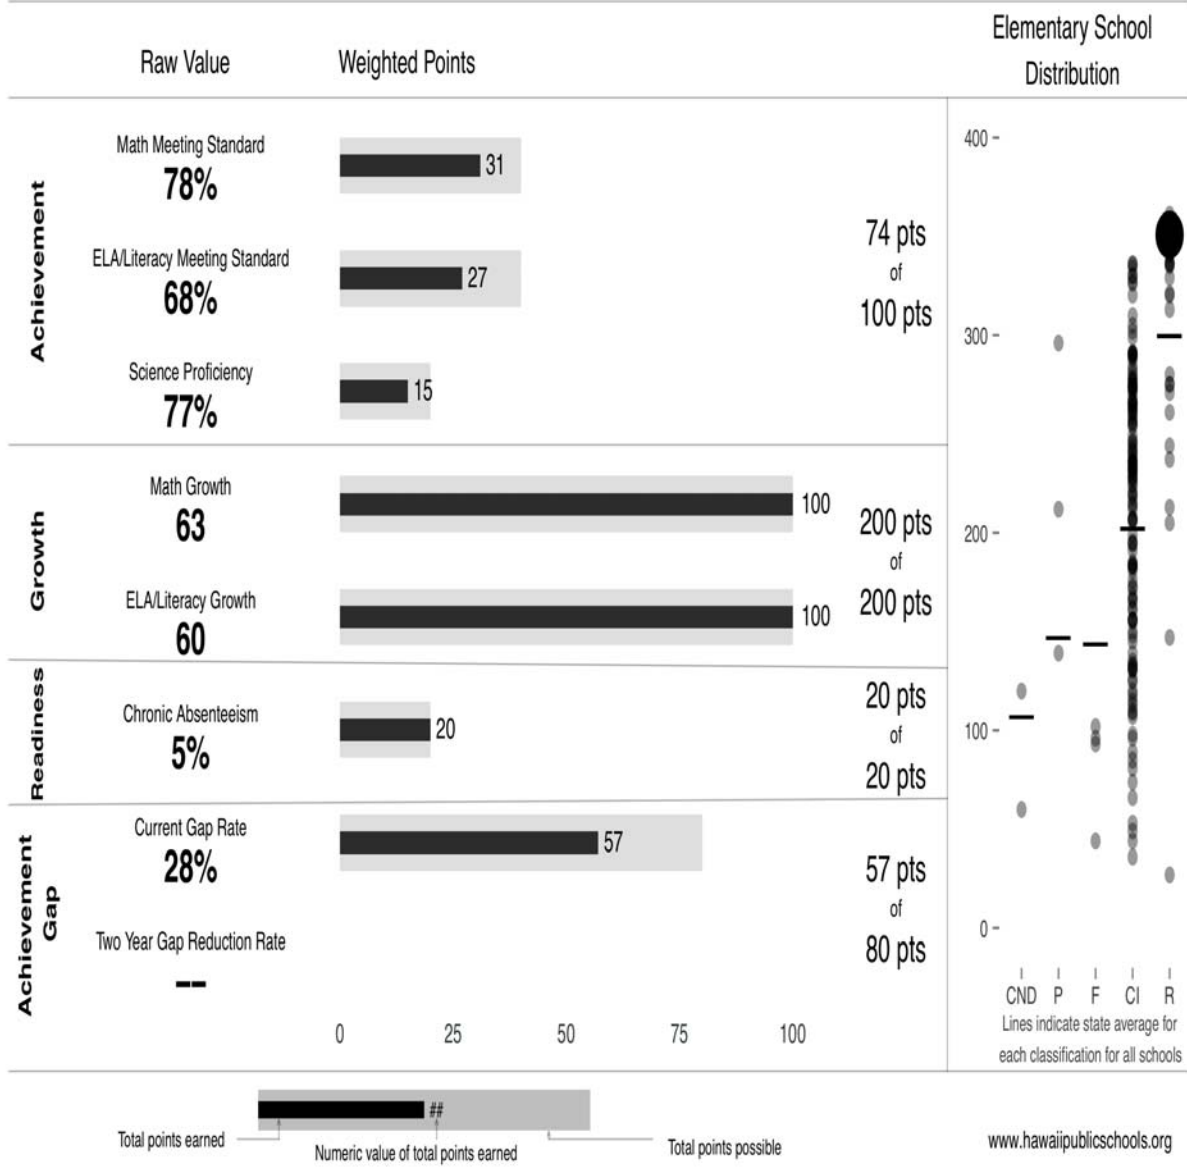 Elementary School
Distribution
Raw Value
Weighted Points
Achievement
Math Meeting Standard
78%
31
ELA/Literacy Meeting Standard
68%
27
Science Proficiency
77%
15
74 pts
of
100 pts
Growth
Math Growth
63
100
ELA/Literacy Growth
60
100
200 pts
of
200 pts
Readiness
Chronic Absenteeism
5%
20
20 pts
of
20 pts
Achievement
Gap
Current Gap Rate
28%
57
Two Year Gap Reduction Rate
--
57 pts
of
80 pts
0 25 50 75 100
400
300
200
100
0
CND P F CI R
Lines indicate state average for
each classification for all schools
##
Total points earned
Numeric value of total points earned
Total points possible
www.hawaiipublicschools.org